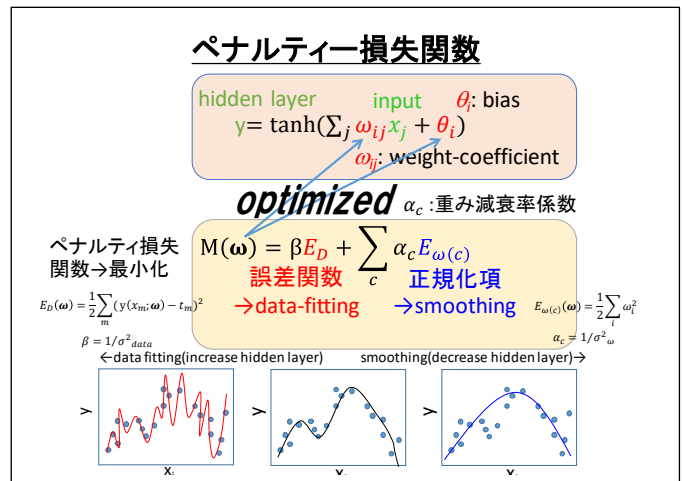 ペナルティー損失関数
hidden layer input θi: bias
y= tanh(∑j ωij xj + θi)
ωij: weight-coefficient
optimized αc :重み減衰率係数
ペナルティ損失
関数→最小化
M(ω) = βED + ∑c αcEω(c)
誤差関数 正規化項
→data-fitting →smoothing
ED(ω) = 1/2 ∑m (y(xm;ω) − tm)²
β = 1/σ²data
Eω(c)(ω) = 1/2 ∑i ωi²
αc = 1/σ²ω
←data fitting(increase hidden layer) smoothing(decrease hidden layer)→
y y y
xi